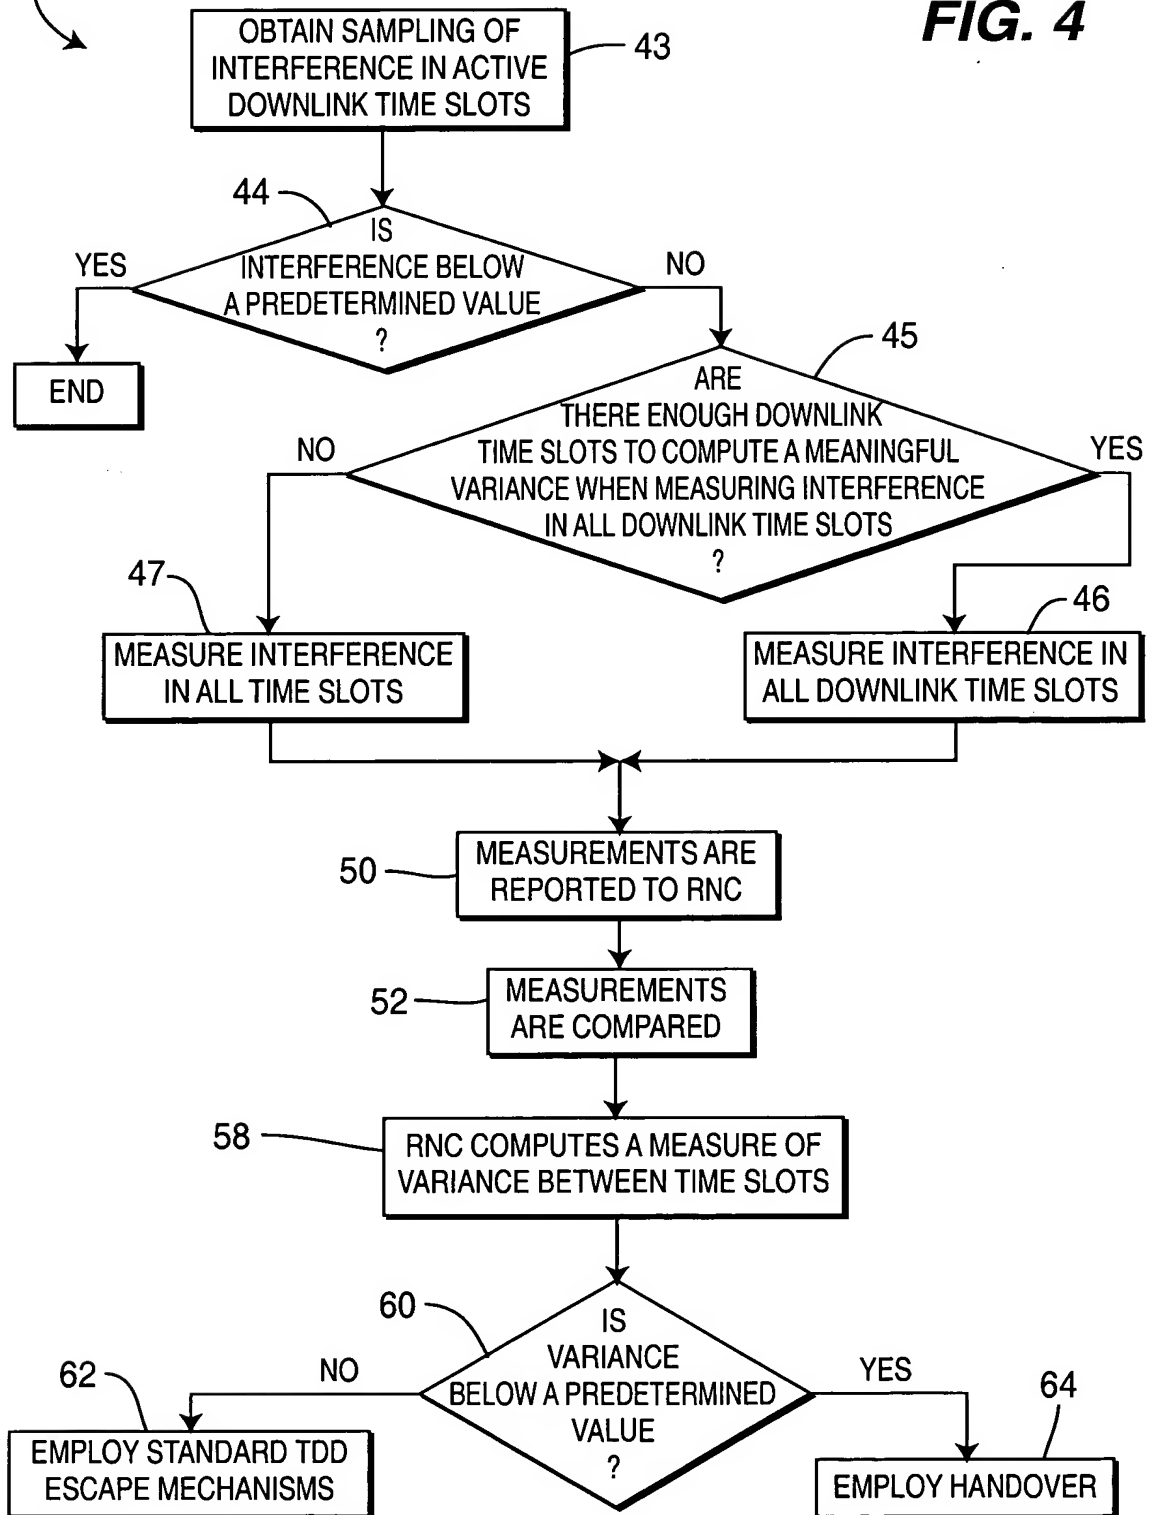 FIG. 4
OBTAIN SAMPLING OF
INTERFERENCE IN ACTIVE
DOWNLINK TIME SLOTS
43
44
IS
INTERFERENCE BELOW
A PREDETERMINED VALUE
?
YES
NO
END
45
ARE
THERE ENOUGH DOWNLINK
TIME SLOTS TO COMPUTE A MEANINGFUL
VARIANCE WHEN MEASURING INTERFERENCE
IN ALL DOWNLINK TIME SLOTS
?
NO
YES
47
MEASURE INTERFERENCE
IN ALL TIME SLOTS
46
MEASURE INTERFERENCE IN
ALL DOWNLINK TIME SLOTS
50
MEASUREMENTS ARE
REPORTED TO RNC
52
MEASUREMENTS
ARE COMPARED
58
RNC COMPUTES A MEASURE OF
VARIANCE BETWEEN TIME SLOTS
60
IS
VARIANCE
BELOW A PREDETERMINED
VALUE
?
NO
YES
62
EMPLOY STANDARD TDD
ESCAPE MECHANISMS
64
EMPLOY HANDOVER